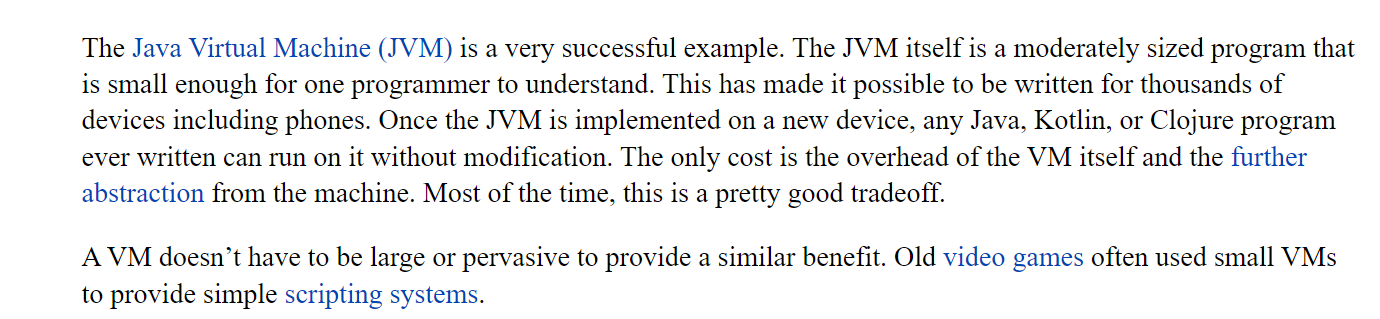 The Java Virtual Machine (JVM) is a very successful example. The JVM itself is a moderately sized program that
is small enough for one programmer to understand. This has made it possible to be written for thousands of
devices including phones. Once the JVM is implemented on a new device, any Java, Kotlin, or Clojure program
ever written can run on it without modification. The only cost is the overhead of the VM itself and the further
abstraction from the machine. Most of the time, this is a pretty good tradeoff.
A VM doesn’t have to be large or pervasive to provide a similar benefit. Old video games often used small VMs
to provide simple scripting systems.